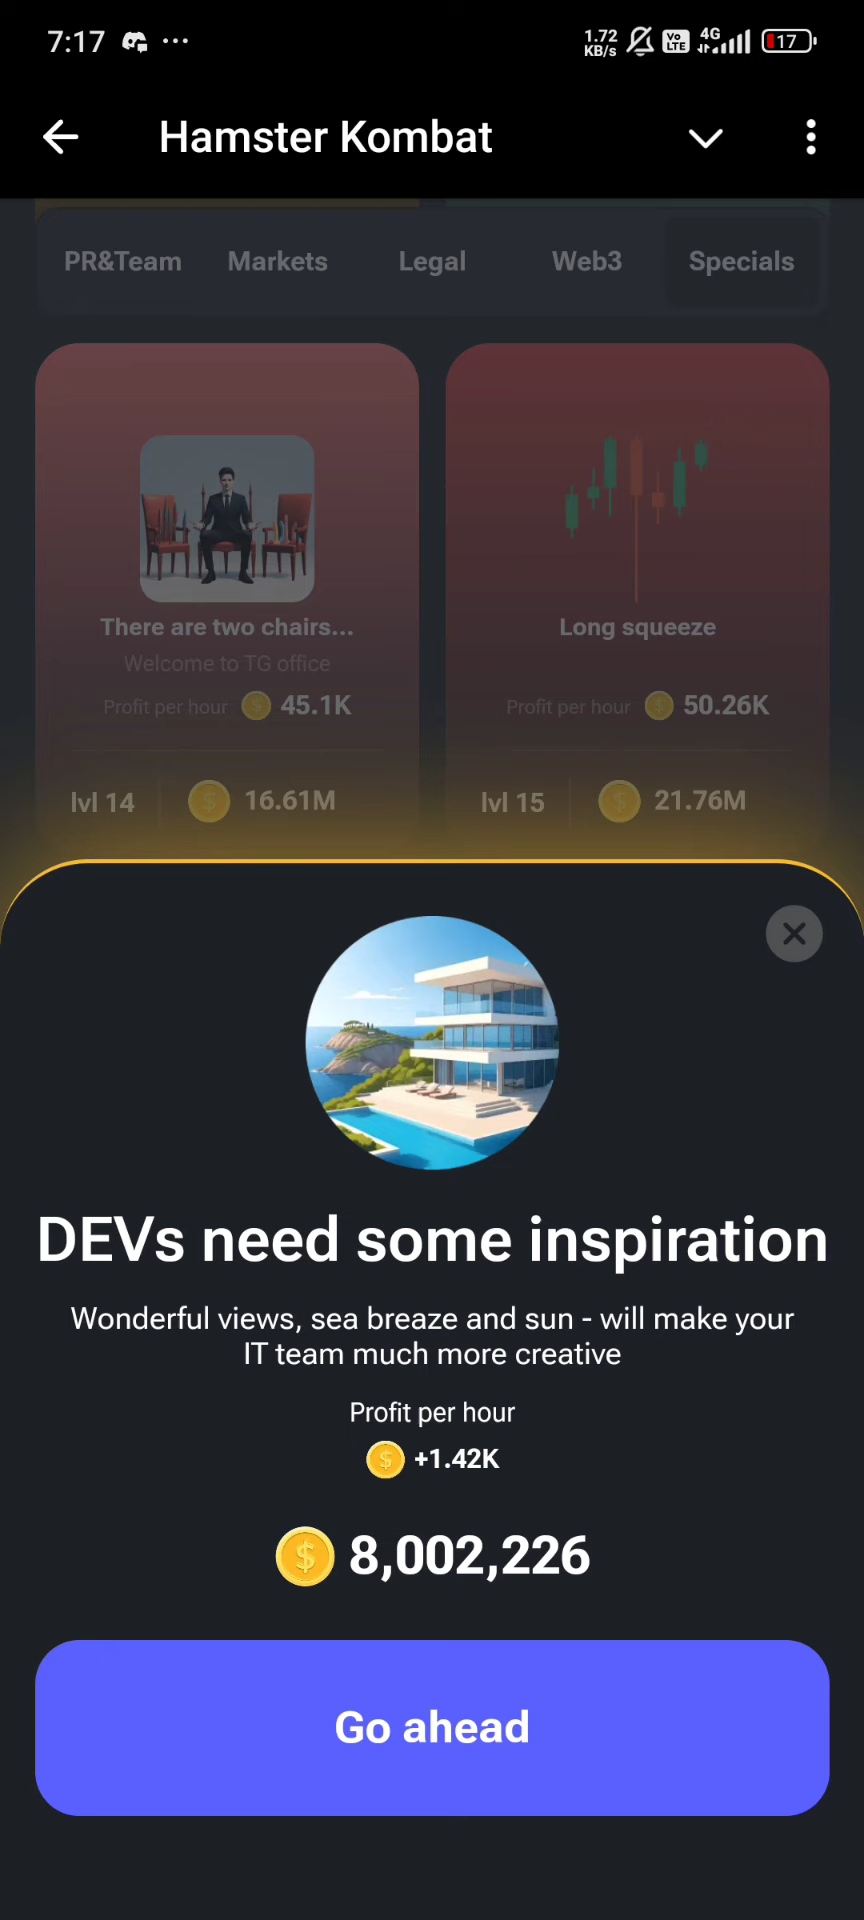 7:17
1.72
KB/s
Vo
LTE
4G
17
Hamster Kombat
PR&Team
Markets
Legal
Web3
Specials
There are two chairs...
Welcome to TG office
Profit per hour 45.1K
lvl 14
16.61M
Long squeeze
Profit per hour 50.26K
lvl 15
21.76M
DEVs need some inspiration
Wonderful views, sea breaze and sun - will make your
IT team much more creative
Profit per hour
+1.42K
8,002,226
Go ahead